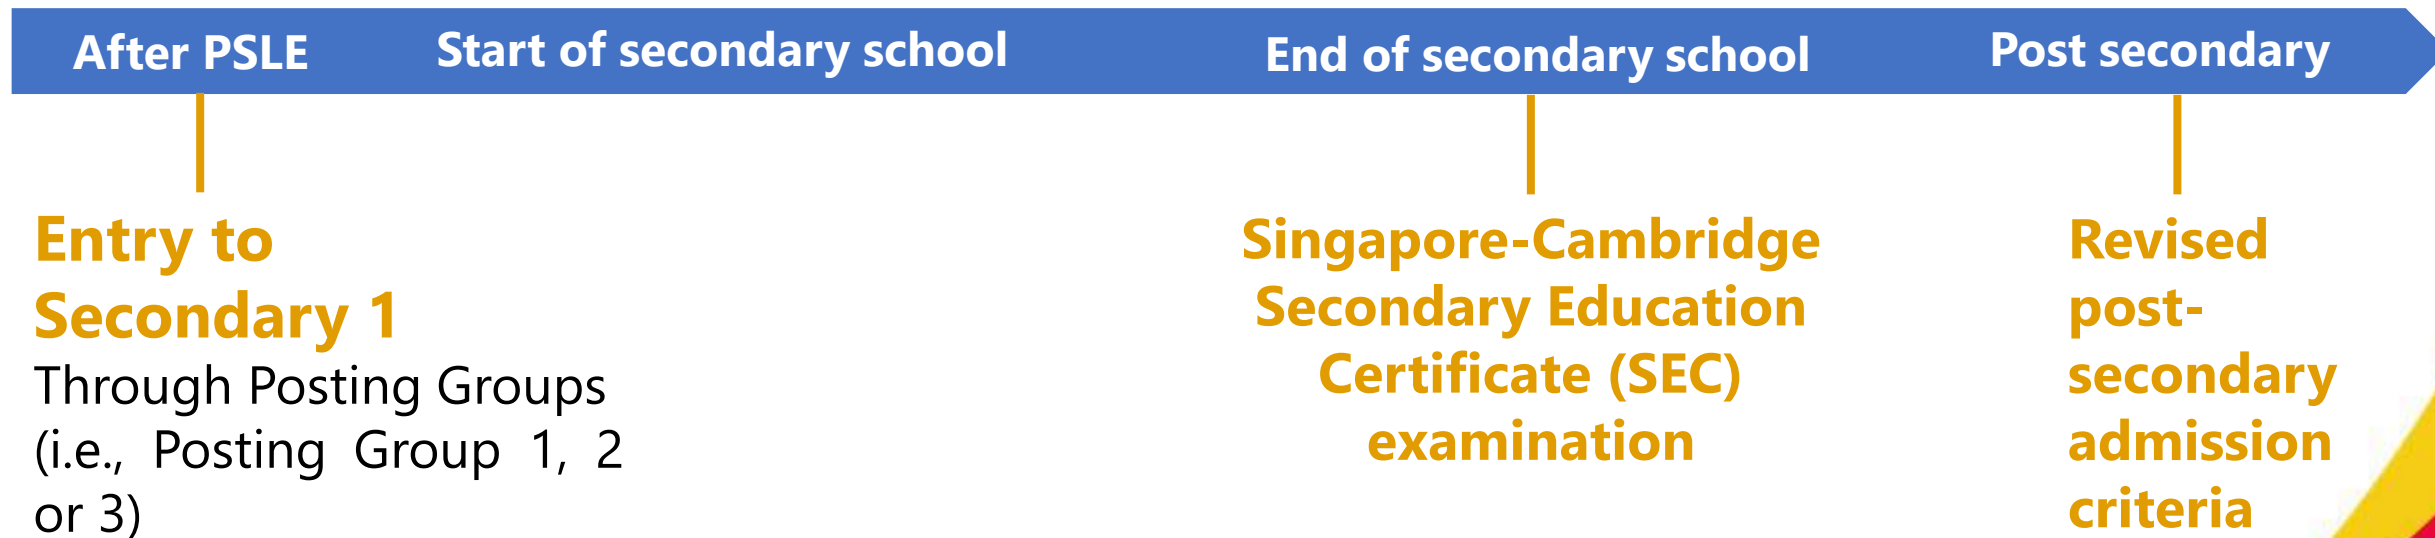 After PSLE
Start of secondary school
End of secondary school
Post secondary
Entry to
Secondary 1
Through Posting Groups
(i.e., Posting Group 1, 2
or 3)
Singapore-Cambridge
Secondary Education
Certificate (SEC)
examination
Revised
post-
secondary
admission
criteria